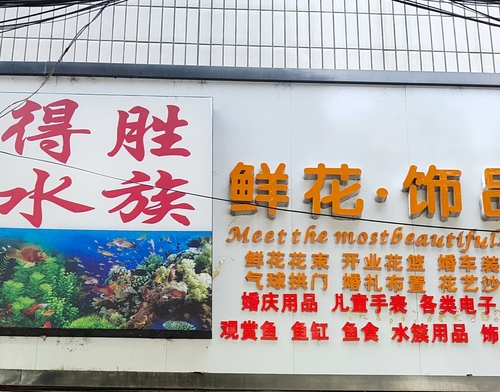 得胜
水族
鲜花·饰品
Meet the most beautiful
鲜花花束 开业花篮 婚车装
气球拱门 婚礼布置 花艺沙
婚庆用品 儿童手表 各类电子
观赏鱼 鱼缸 鱼食 水簇用品 饰